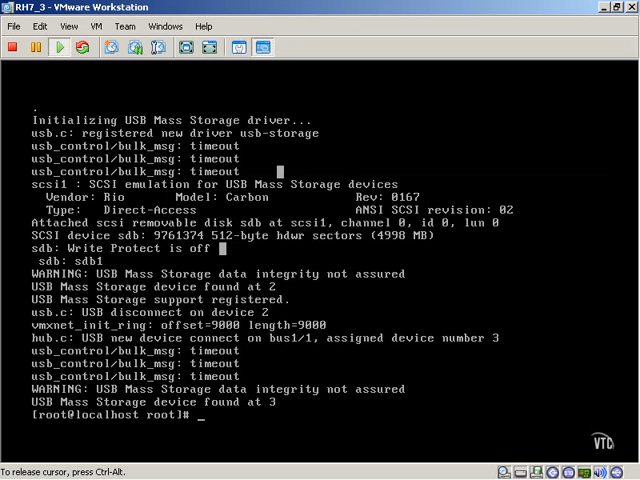 RH7_3 - VMware Workstation
File Edit View VM Team Windows Help
.
Initializing USB Mass Storage driver...
usb.c: registered new driver usb-storage
usb_control/bulk_msg: timeout
usb_control/bulk_msg: timeout
usb_control/bulk_msg: timeout
scsi1 : SCSI emulation for USB Mass Storage devices
Vendor: Rio Model: Carbon Rev: 0167
Type: Direct-Access ANSI SCSI revision: 02
Attached scsi removable disk sdb at scsi1, channel 0, id 0, lun 0
SCSI device sdb: 9761374 512-byte hdwr sectors (4998 MB)
sdb: Write Protect is off
sdb: sdb1
WARNING: USB Mass Storage data integrity not assured
USB Mass Storage device found at 2
USB Mass Storage support registered.
usb.c: USB disconnect on device 2
vmxnet_init_ring: offset=9000 length=9000
hub.c: USB new device connect on bus1/1, assigned device number 3
usb_control/bulk_msg: timeout
usb_control/bulk_msg: timeout
usb_control/bulk_msg: timeout
WARNING: USB Mass Storage data integrity not assured
USB Mass Storage device found at 3
[root@localhost root]# _
VTC
To release cursor, press Ctrl-Alt.